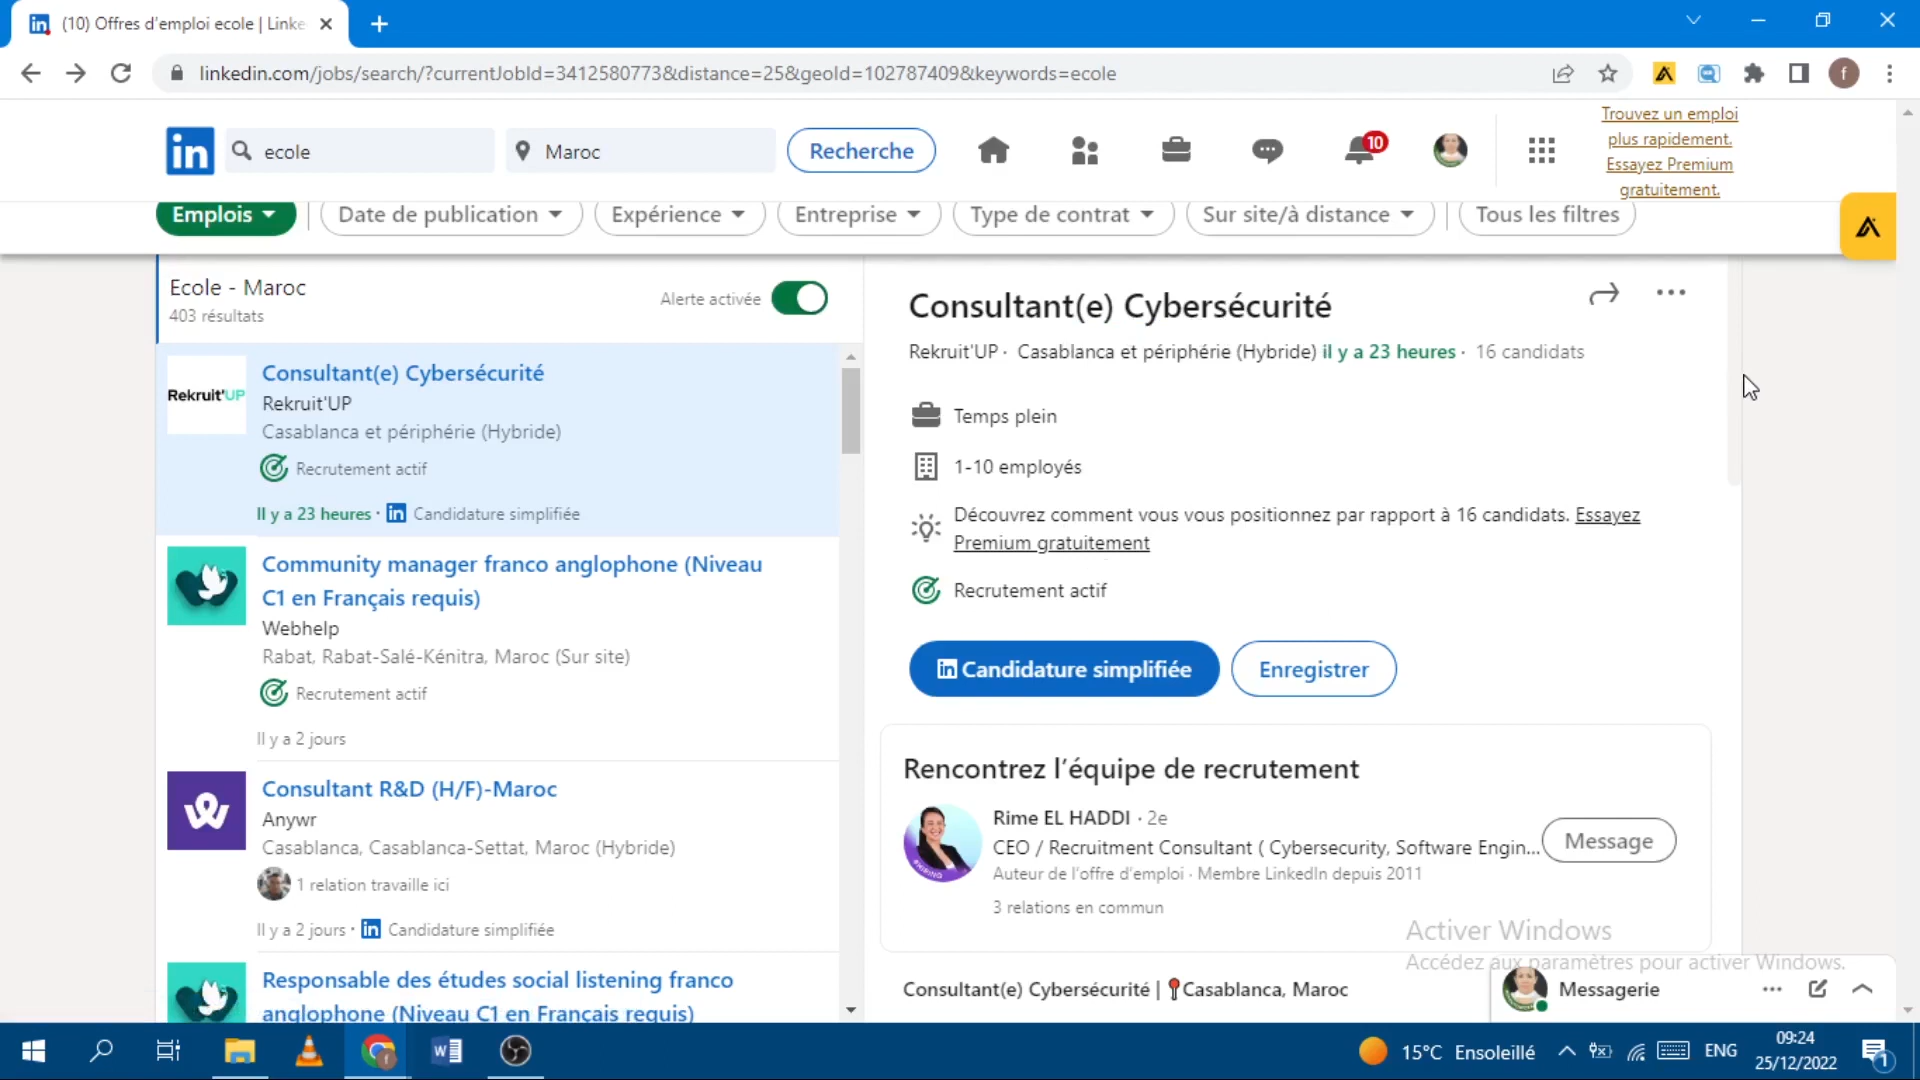 (10) Offres d'emploi ecole | Linke
linkedin.com/jobs/search/?currentJobId=3412580773&distance=25&geoId=102787409&keywords=ecole
f
in
ecole
Maroc
Recherche
10
Trouvez un emploi
plus rapidement.
Essayez Premium
gratuitement.
Emplois
Date de publication
Expérience
Entreprise
Type de contrat
Sur site/à distance
Tous les filtres
Ecole - Maroc
403 résultats
Alerte activée
Rekruit'UP
Consultant(e) Cybersécurité
Rekruit'UP
Casablanca et périphérie (Hybride)
Recrutement actif
Il y a 23 heures · in Candidature simplifiée
Community manager franco anglophone (Niveau
C1 en Français requis)
Webhelp
Rabat, Rabat-Salé-Kénitra, Maroc (Sur site)
Recrutement actif
Il y a 2 jours
Consultant R&D (H/F)-Maroc
Anywr
Casablanca, Casablanca-Settat, Maroc (Hybride)
1 relation travaille ici
Il y a 2 jours · in Candidature simplifiée
Responsable des études social listening franco
anglophone (Niveau C1 en Français requis)
Consultant(e) Cybersécurité
Rekruit'UP · Casablanca et périphérie (Hybride) il y a 23 heures · 16 candidats
Temps plein
1-10 employés
Découvrez comment vous vous positionnez par rapport à 16 candidats. Essayez
Premium gratuitement
Recrutement actif
in Candidature simplifiée
Enregistrer
Rencontrez l'équipe de recrutement
Rime EL HADDI · 2e
CEO / Recruitment Consultant ( Cybersecurity, Software Engin...
Auteur de l'offre d'emploi · Membre LinkedIn depuis 2011
3 relations en commun
Message
Consultant(e) Cybersécurité | 📍Casablanca, Maroc
Activer Windows
Accédez aux paramètres pour activer Windows.
Messagerie
15°C Ensoleillé
ENG
09:24
25/12/2022
1